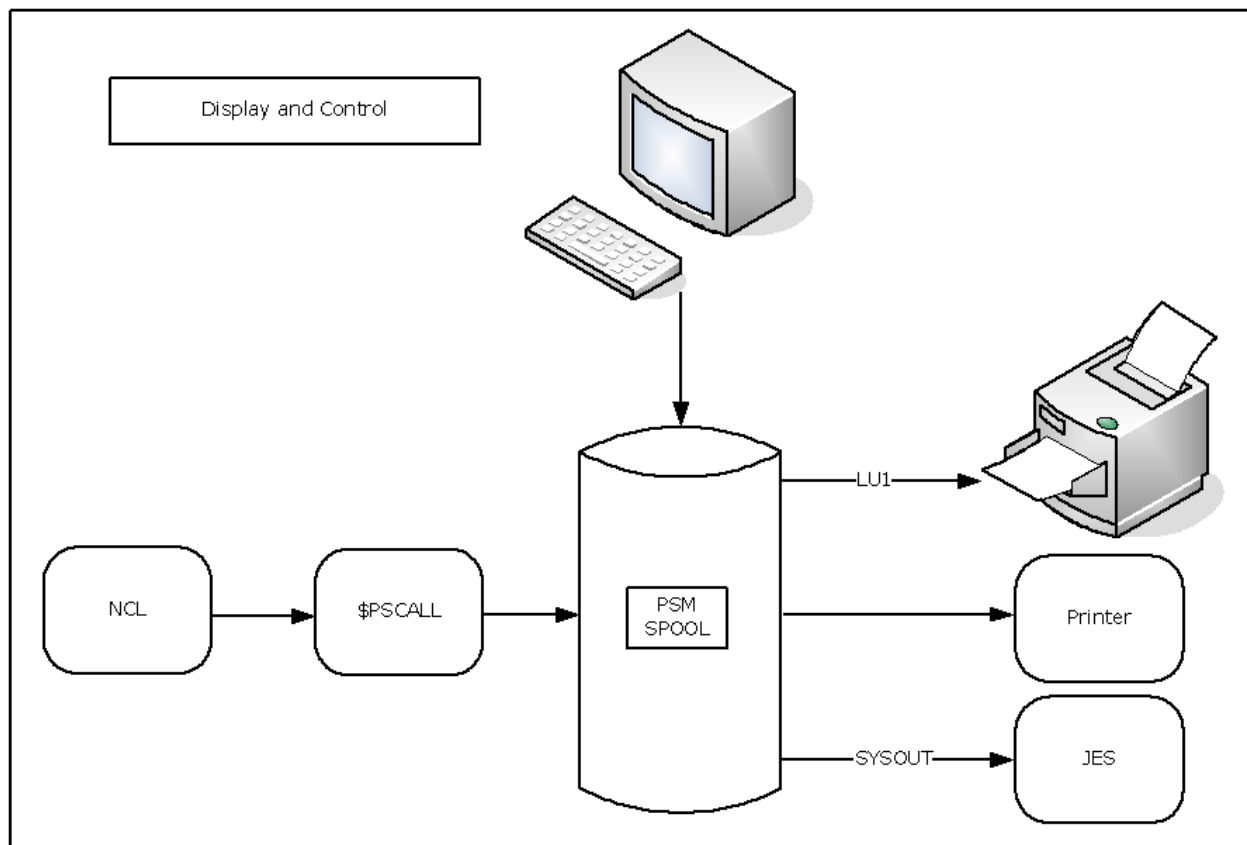 Display and Control
LU1
NCL
$PSCALL
PSM
SPOOL
Printer
SYSOUT
JES